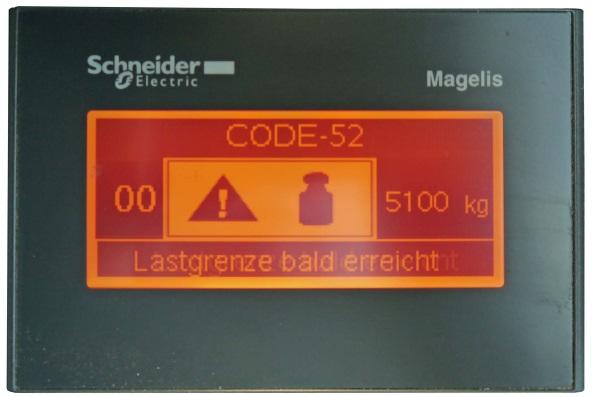 Schneider
Electric
Magelis
CODE-52
00
5100 kg
Lastgrenze bald erreicht